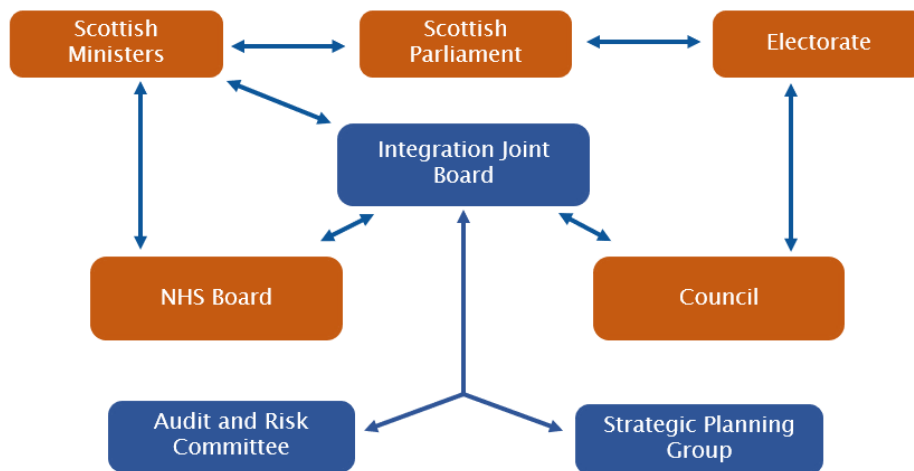 Scottish
Ministers
Scottish
Parliament
Electorate
Integration Joint
Board
NHS Board
Council
Audit and Risk
Committee
Strategic Planning
Group